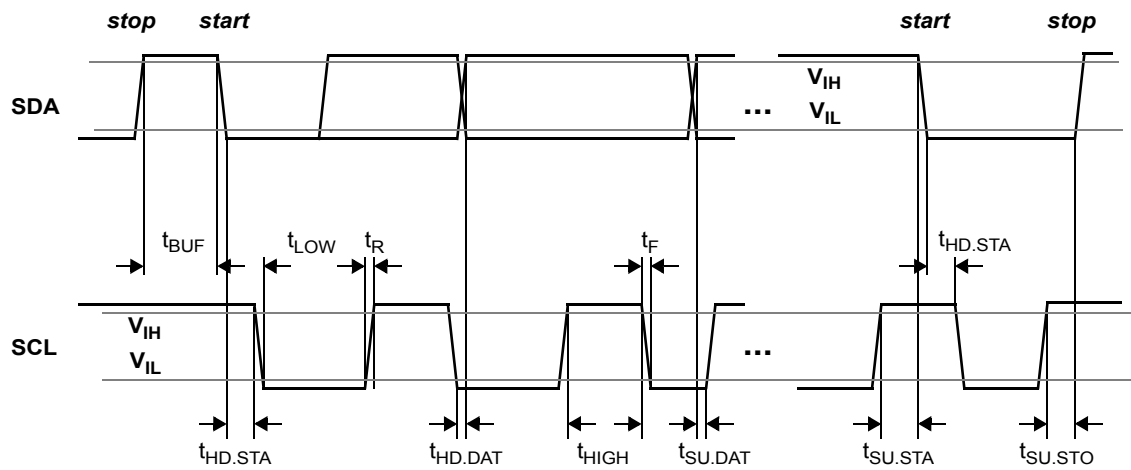 stop start start stop
SDA
V_IH
V_IL
...
t_BUF t_LOW t_R t_F t_HD.STA
SCL
V_IH
V_IL
...
t_HD.STA t_HD.DAT t_HIGH t_SU.DAT t_SU.STA t_SU.STO